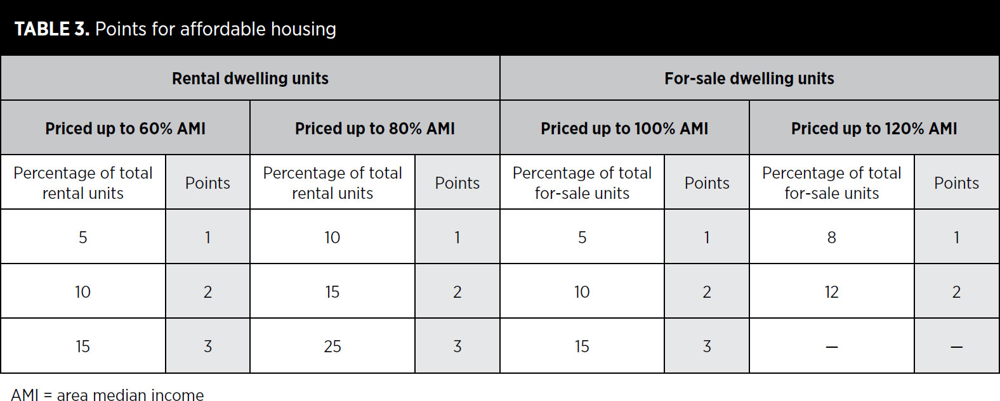 TABLE 3. Points for affordable housing
Rental dwelling units For-sale dwelling units
Priced up to 60% AMI Priced up to 80% AMI Priced up to 100% AMI Priced up to 120% AMI
Percentage of total rental units Points Percentage of total rental units Points Percentage of total for-sale units Points Percentage of total for-sale units Points
5 1 10 1 5 1 8 1
10 2 15 2 10 2 12 2
15 3 25 3 15 3 — —
AMI = area median income